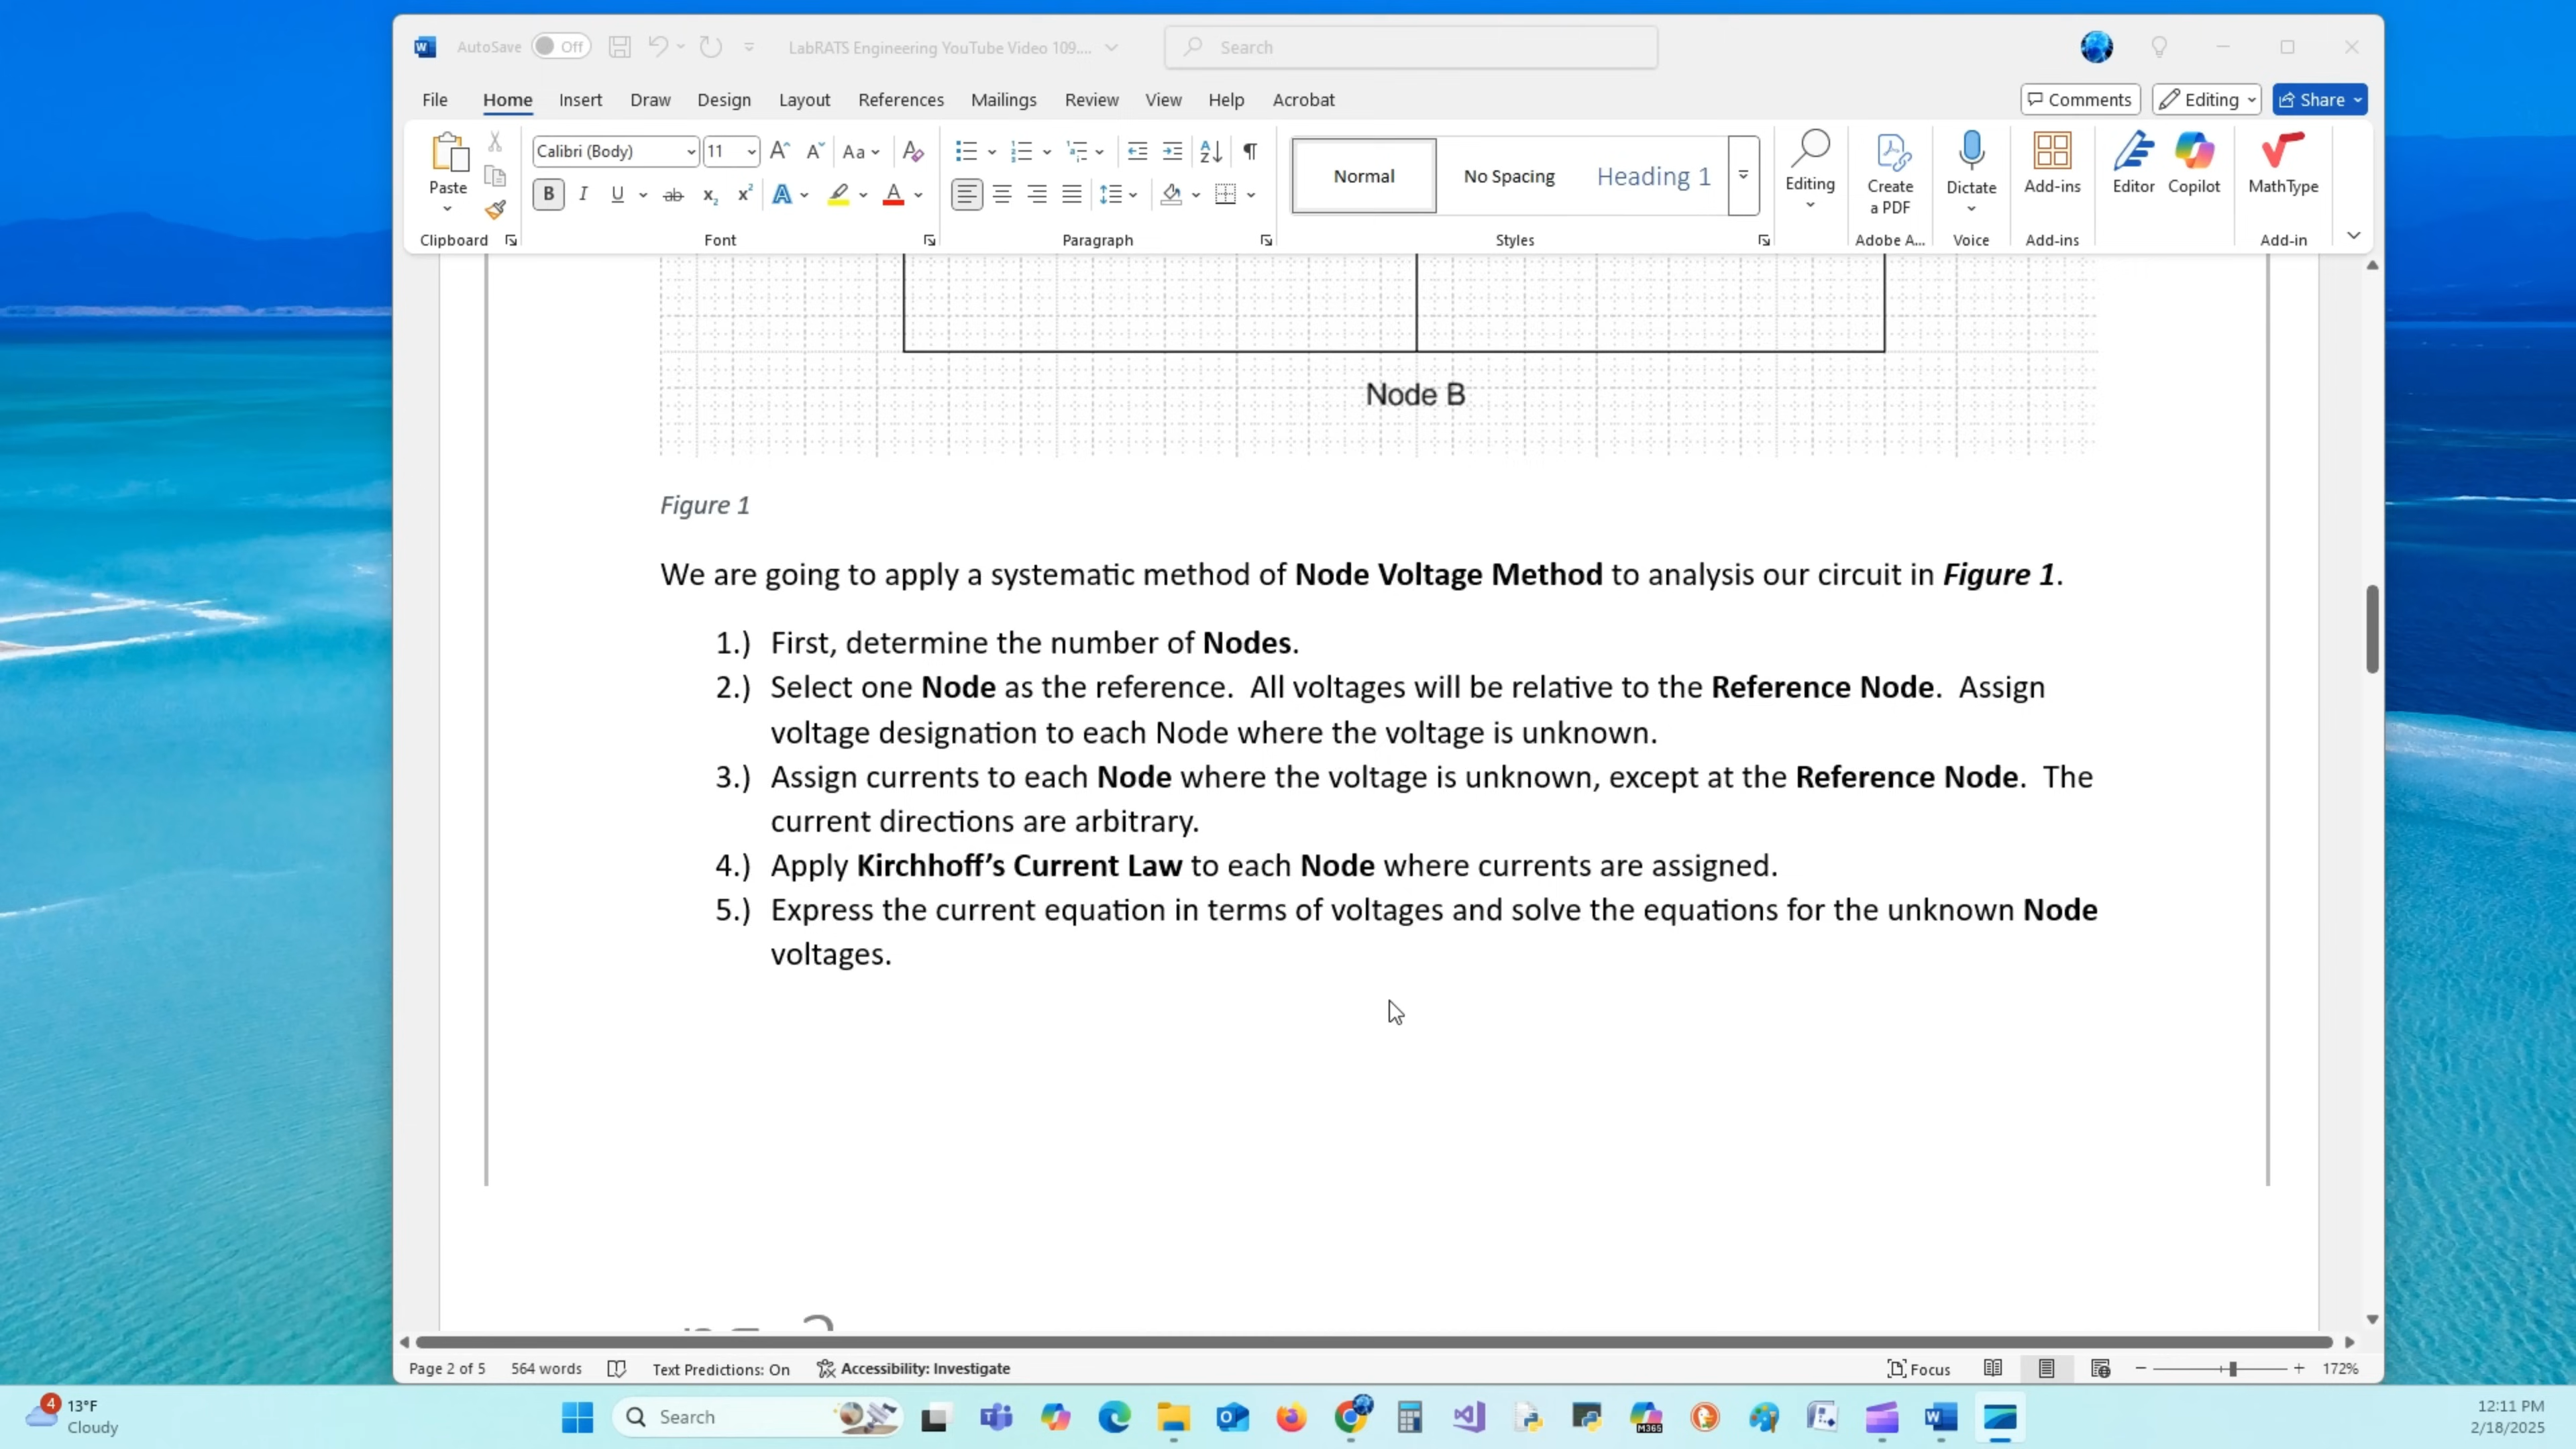 AutoSave Off LabRATS Engineering YouTube Video 109.... Search
File Home Insert Draw Design Layout References Mailings Review View Help Acrobat Comments Editing Share
Calibri (Body) 11 Aa
Paste
B I U ab x₂ x² A A
Normal No Spacing Heading 1
Editing Create a PDF Dictate Add-ins Editor Copilot MathType
Clipboard Font Paragraph Styles Adobe A... Voice Add-ins Add-in
Node B
Figure 1
We are going to apply a systematic method of Node Voltage Method to analysis our circuit in Figure 1.
1.) First, determine the number of Nodes.
2.) Select one Node as the reference. All voltages will be relative to the Reference Node. Assign
voltage designation to each Node where the voltage is unknown.
3.) Assign currents to each Node where the voltage is unknown, except at the Reference Node. The
current directions are arbitrary.
4.) Apply Kirchhoff's Current Law to each Node where currents are assigned.
5.) Express the current equation in terms of voltages and solve the equations for the unknown Node
voltages.
Page 2 of 5 564 words Text Predictions: On Accessibility: Investigate Focus 172%
4 13°F
Cloudy
Search
M365
12:11 PM
2/18/2025